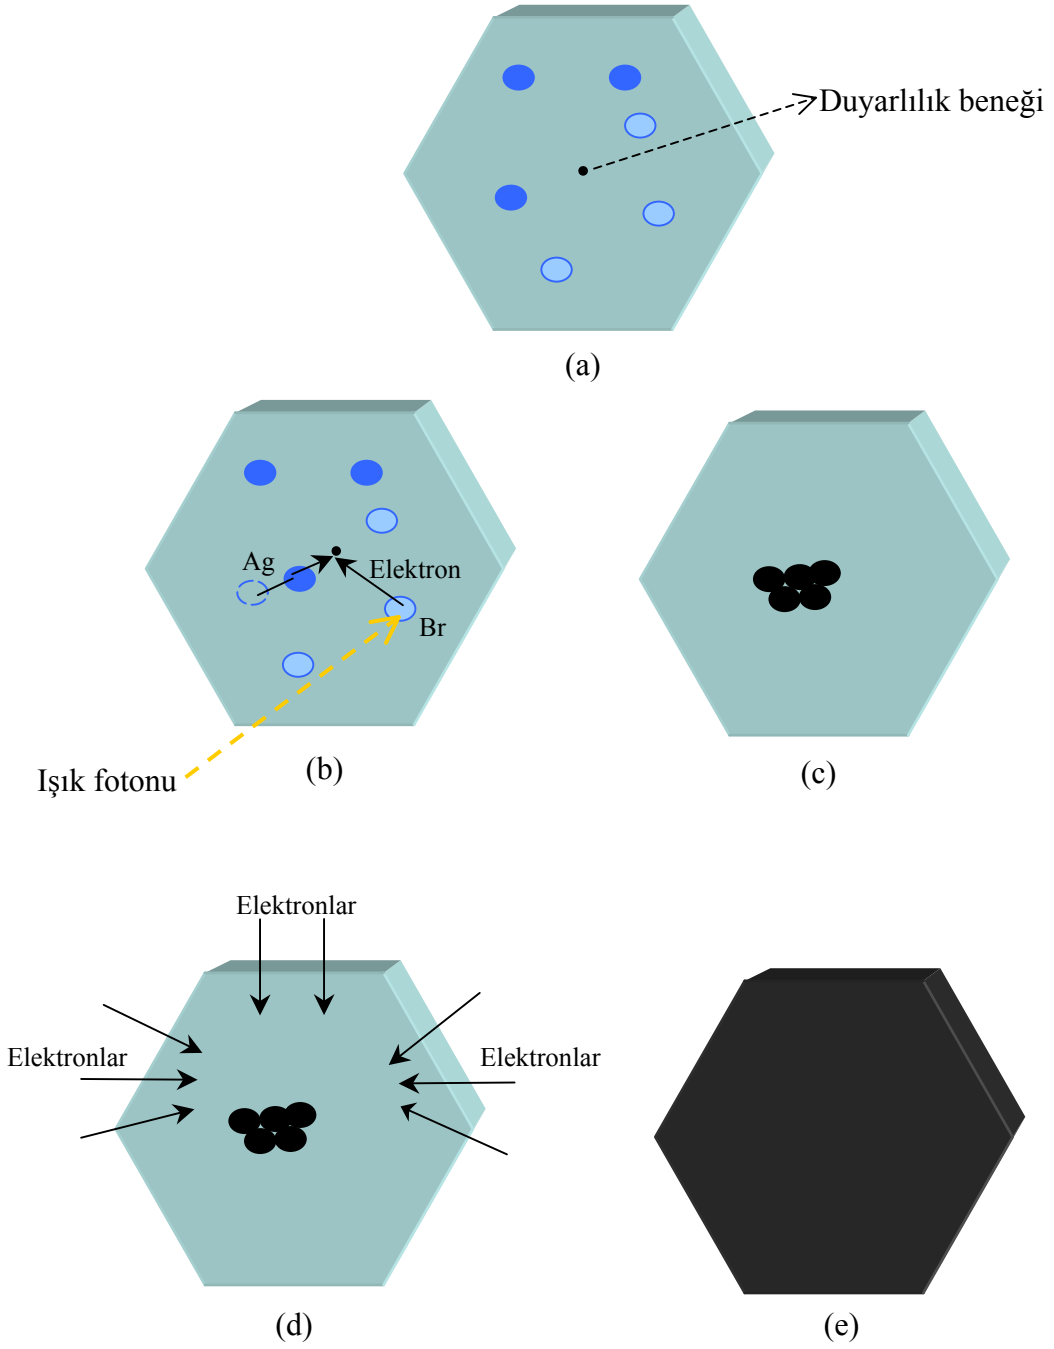 Duyarlılık beneği
(a)
Ag
Elektron
Br
Işık fotonu
(b)
(c)
Elektronlar
Elektronlar
Elektronlar
(d)
(e)